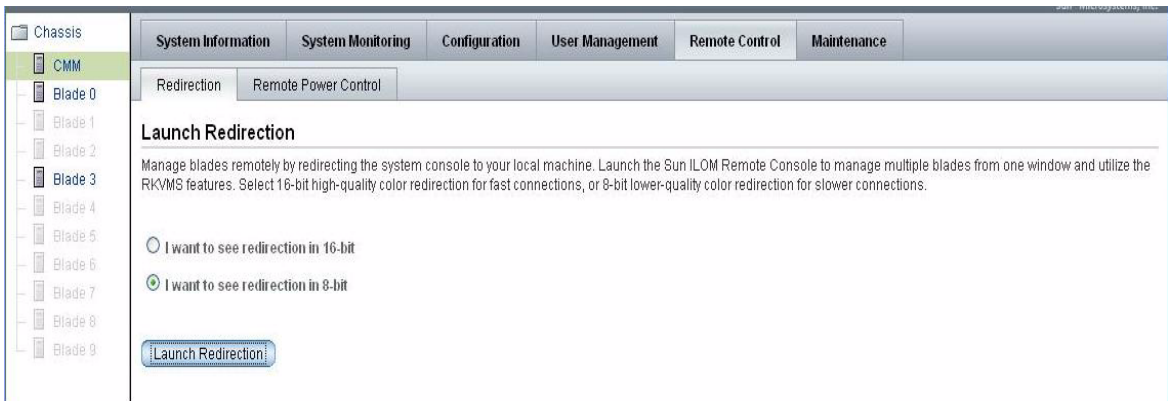 Sun Microsystems, Inc.
Chassis
CMM
Blade 0
Blade 1
Blade 2
Blade 3
Blade 4
Blade 5
Blade 6
Blade 7
Blade 8
Blade 9
System Information
System Monitoring
Configuration
User Management
Remote Control
Maintenance
Redirection
Remote Power Control
Launch Redirection
Manage blades remotely by redirecting the system console to your local machine. Launch the Sun ILOM Remote Console to manage multiple blades from one window and utilize the
RKVMS features. Select 16-bit high-quality color redirection for fast connections, or 8-bit lower-quality color redirection for slower connections.
I want to see redirection in 16-bit
I want to see redirection in 8-bit
Launch Redirection